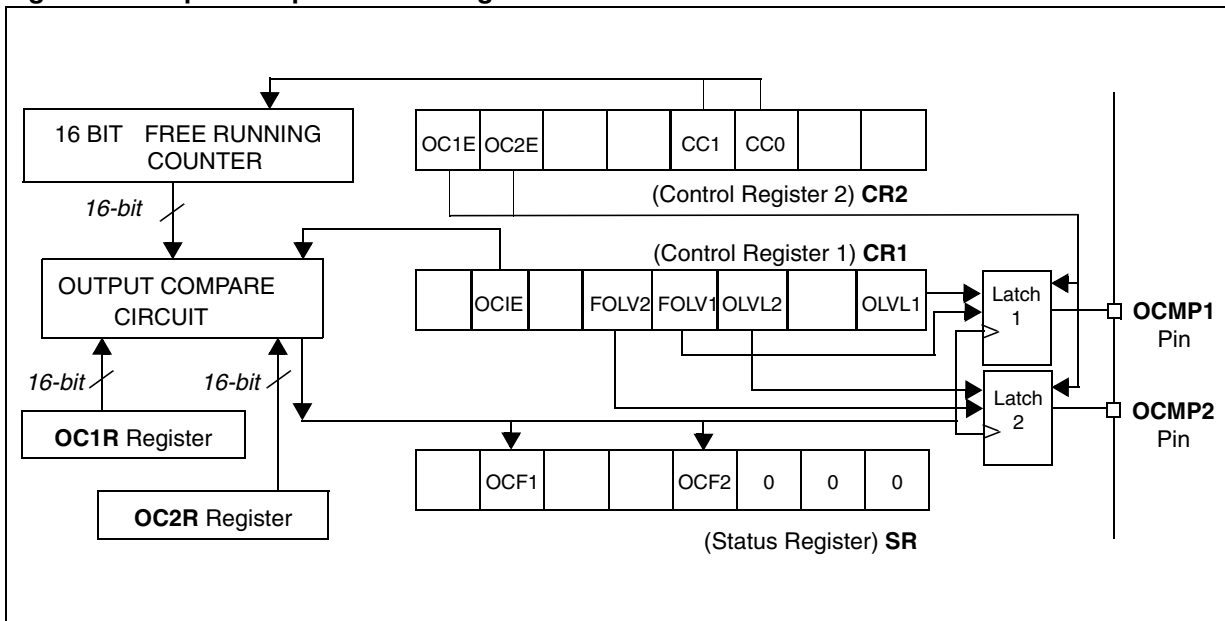 16 BIT FREE RUNNING
COUNTER
OC1E OC2E CC1 CC0
(Control Register 2) CR2
16-bit
(Control Register 1) CR1
OUTPUT COMPARE
CIRCUIT
OCIE FOLV2 FOLV1 OLVL2 OLVL1
Latch
1
OCMP1
Pin
16-bit
16-bit
Latch
2
OCMP2
Pin
OC1R Register
OCF1 OCF2 0 0 0
OC2R Register
(Status Register) SR